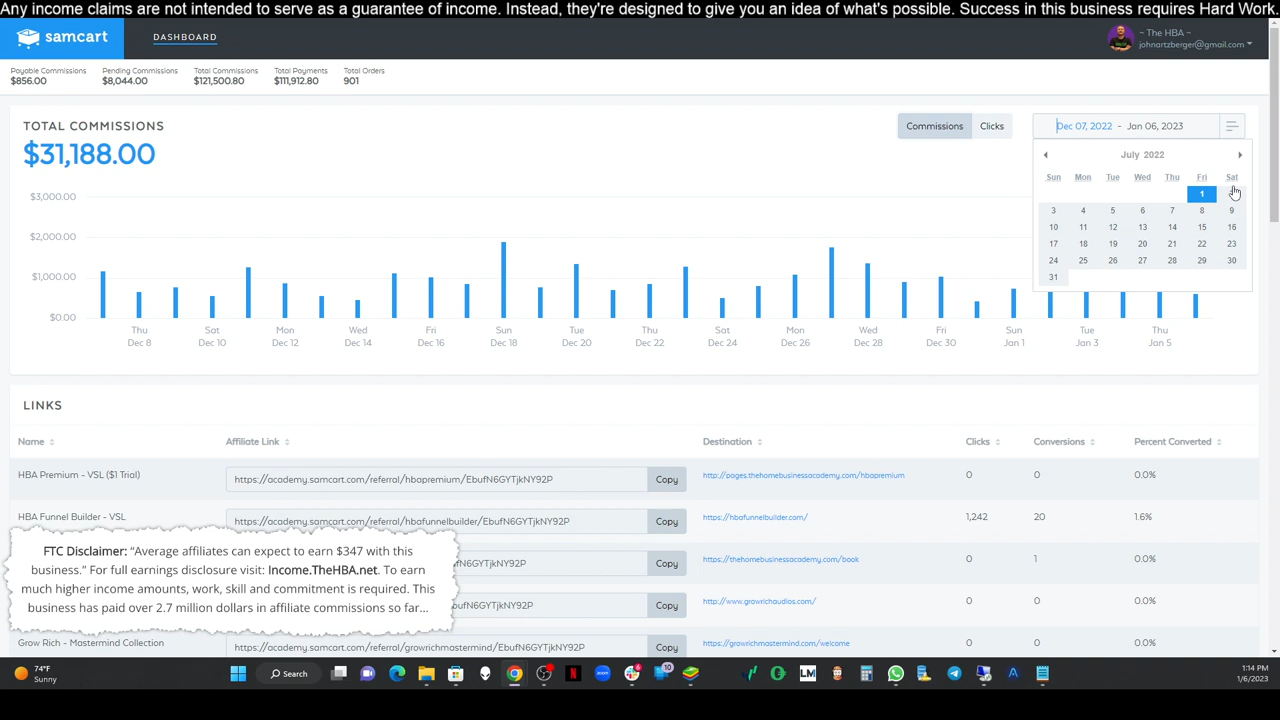 Any income claims are not intended to serve as a guarantee of income. Instead, they're designed to give you an idea of what's possible. Success in this business requires Hard Work.
samcart
DASHBOARD
~ The HBA ~
johnartzberger@gmail.com
Payable Commissions
$856.00
Pending Commissions
$8,044.00
Total Commissions
$121,500.80
Total Payments
$111,912.80
Total Orders
901
TOTAL COMMISSIONS
$31,188.00
Commissions
Clicks
Dec 07, 2022 - Jan 06, 2023
July 2022
Sun Mon Tue Wed Thu Fri Sat
1
3 4 5 6 7 8 9
10 11 12 13 14 15 16
17 18 19 20 21 22 23
24 25 26 27 28 29 30
31
$3,000.00
$2,000.00
$1,000.00
$0.00
Thu Sat Mon Wed Fri Sun Tue Thu Sat Mon Wed Fri Sun Tue Thu
Dec 8 Dec 10 Dec 12 Dec 14 Dec 16 Dec 18 Dec 20 Dec 22 Dec 24 Dec 26 Dec 28 Dec 30 Jan 1 Jan 3 Jan 5
LINKS
Name Affiliate Link Destination Clicks Conversions Percent Converted
HBA Premium - VSL ($1 Trial) https://academy.samcart.com/referral/hbapremium/EbufN6GYTjkNY92P Copy http://pages.thehomebusinessacademy.com/hbapremium 0 0 0.0%
HBA Funnel Builder - VSL https://academy.samcart.com/referral/hbafunnelbuilder/EbufN6GYTjkNY92P Copy https://hbafunnelbuilder.com/ 1,242 20 1.6%
N6GYTjkNY92P Copy https://thehomebusinessacademy.com/book 0 1 0.0%
bufN6GYTjkNY92P Copy http://www.growrichaudios.com/ 0 0 0.0%
Grow Rich - Mastermind Collection https://academy.samcart.com/referral/growrichmastermind/EbufN6GYTjkNY92P Copy https://growrichmastermind.com/welcome 0 0 0.0%
FTC Disclaimer: “Average affiliates can expect to earn $347 with this
business.” For full earnings disclosure visit: Income.TheHBA.net. To earn
much higher income amounts, work, skill and commitment is required. This
business has paid over 2.7 million dollars in affiliate commissions so far...
74°F
Sunny
Search
6
10
LM
1:14 PM
1/6/2023